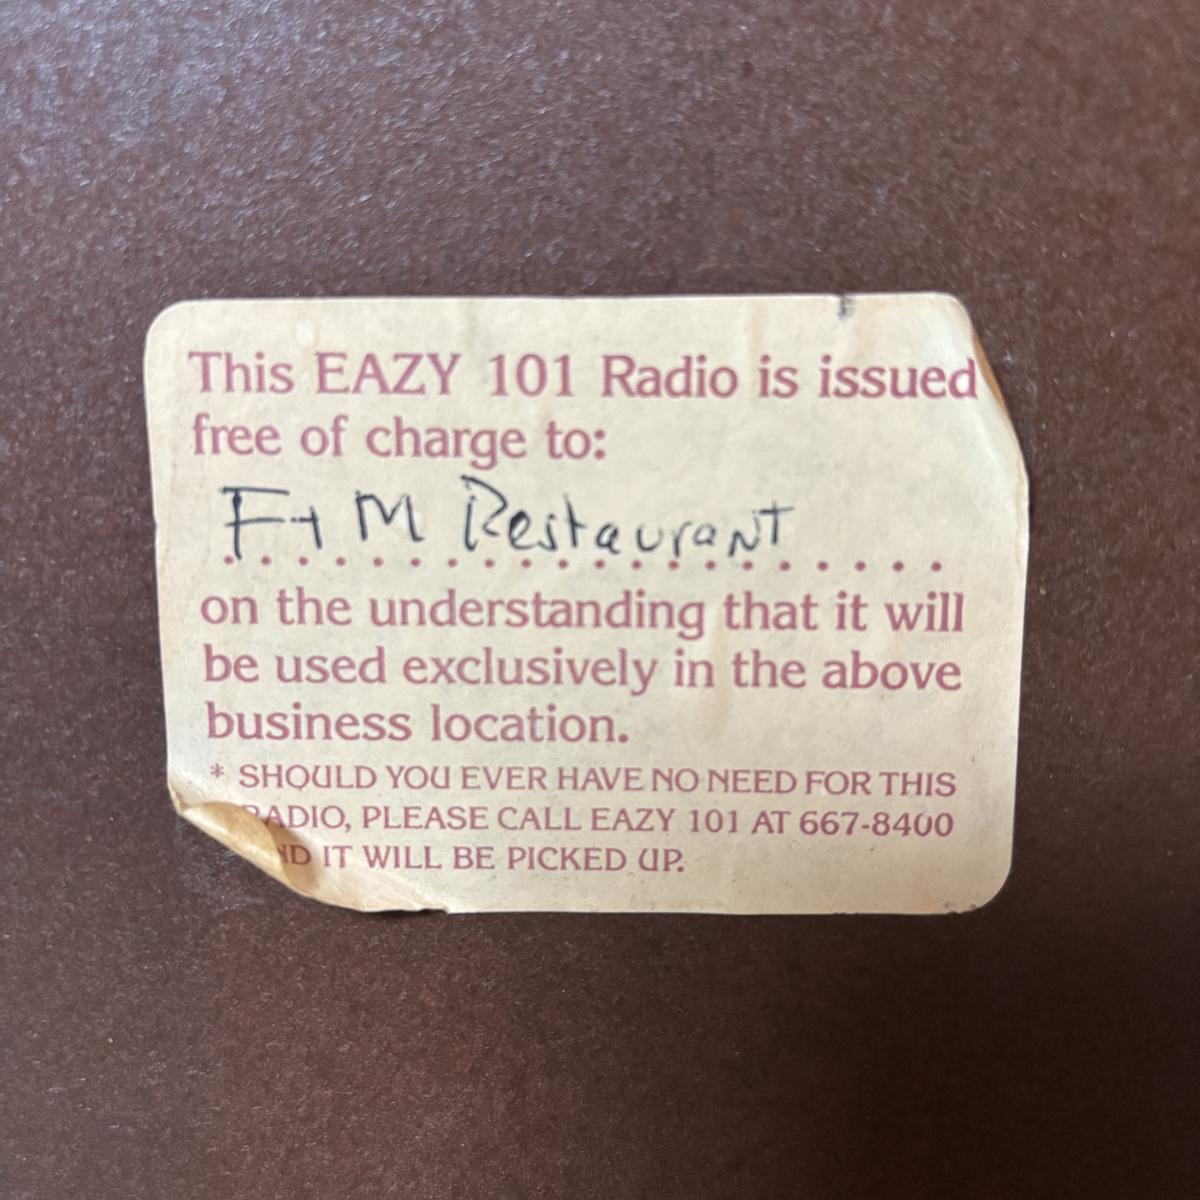 This EAZY 101 Radio is issued
free of charge to:
F + M Restaurant
on the understanding that it will
be used exclusively in the above
business location.
* SHOULD YOU EVER HAVE NO NEED FOR THIS
RADIO, PLEASE CALL EAZY 101 AT 667-8400
AND IT WILL BE PICKED UP.